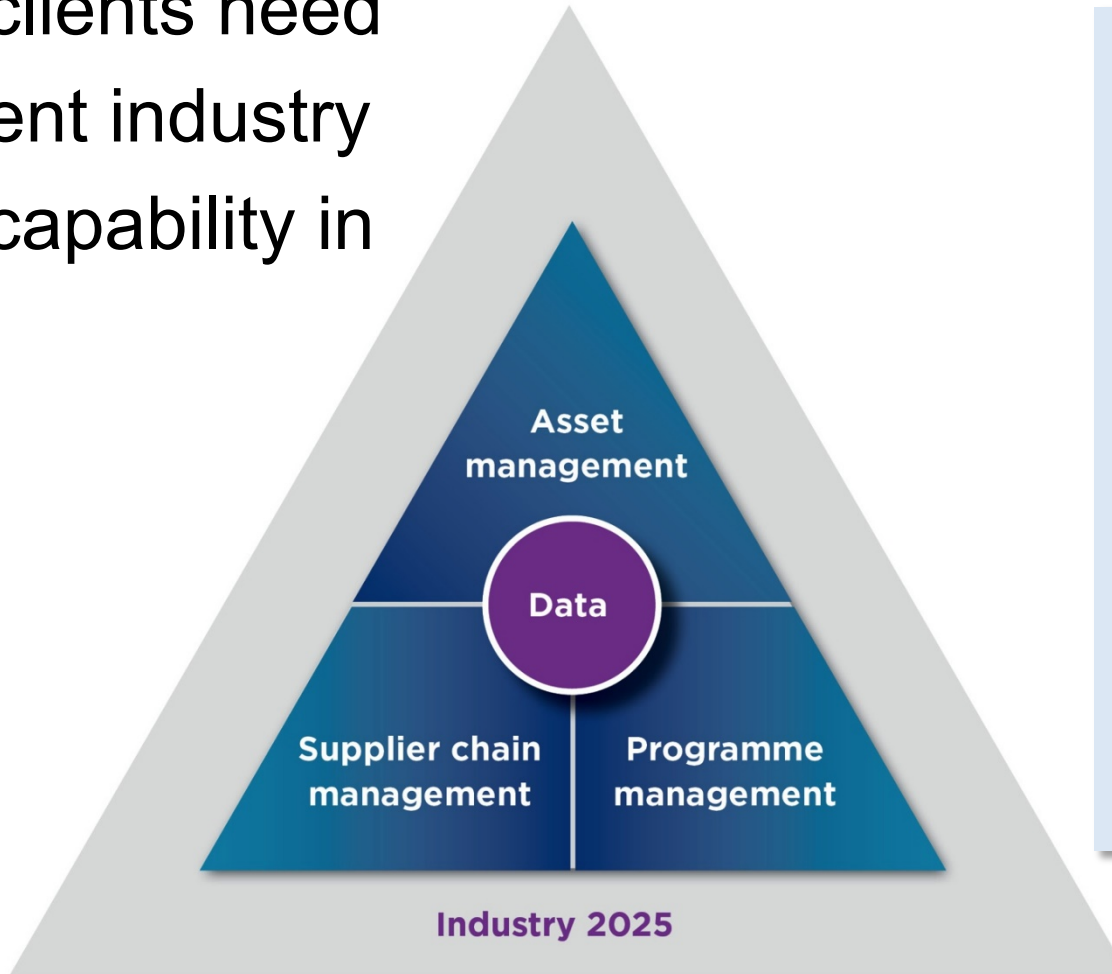 clients need
ent industry
capability in
Asset
management
Data
Supplier chain
management
Programme
management
Industry 2025